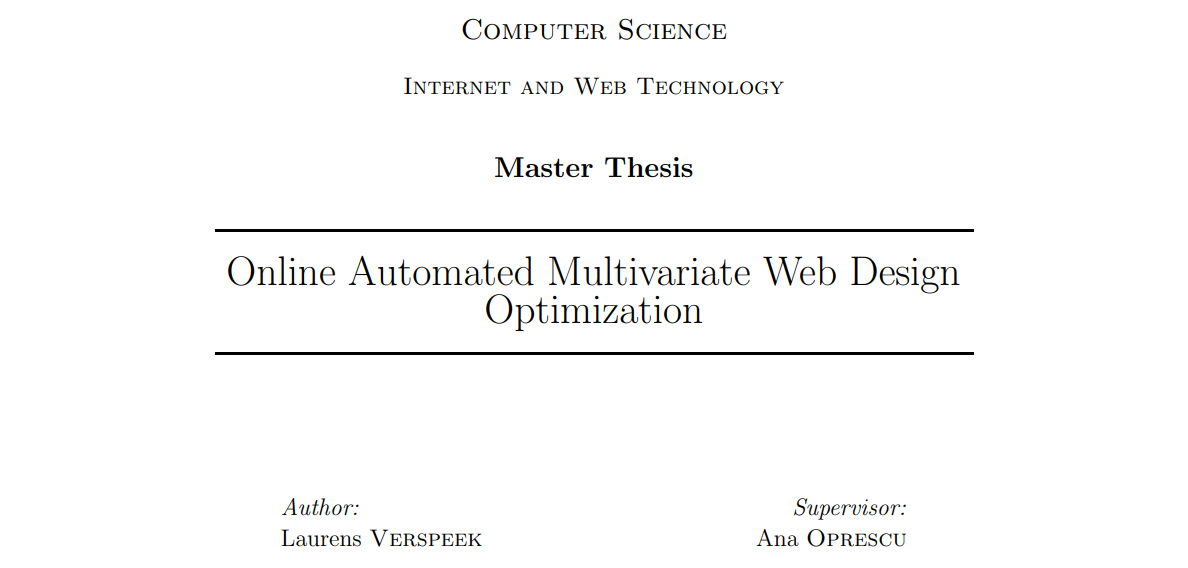 Computer Science
Internet and Web Technology
Master Thesis
Online Automated Multivariate Web Design
Optimization
Author:
Laurens Verspeek
Supervisor:
Ana Oprescu